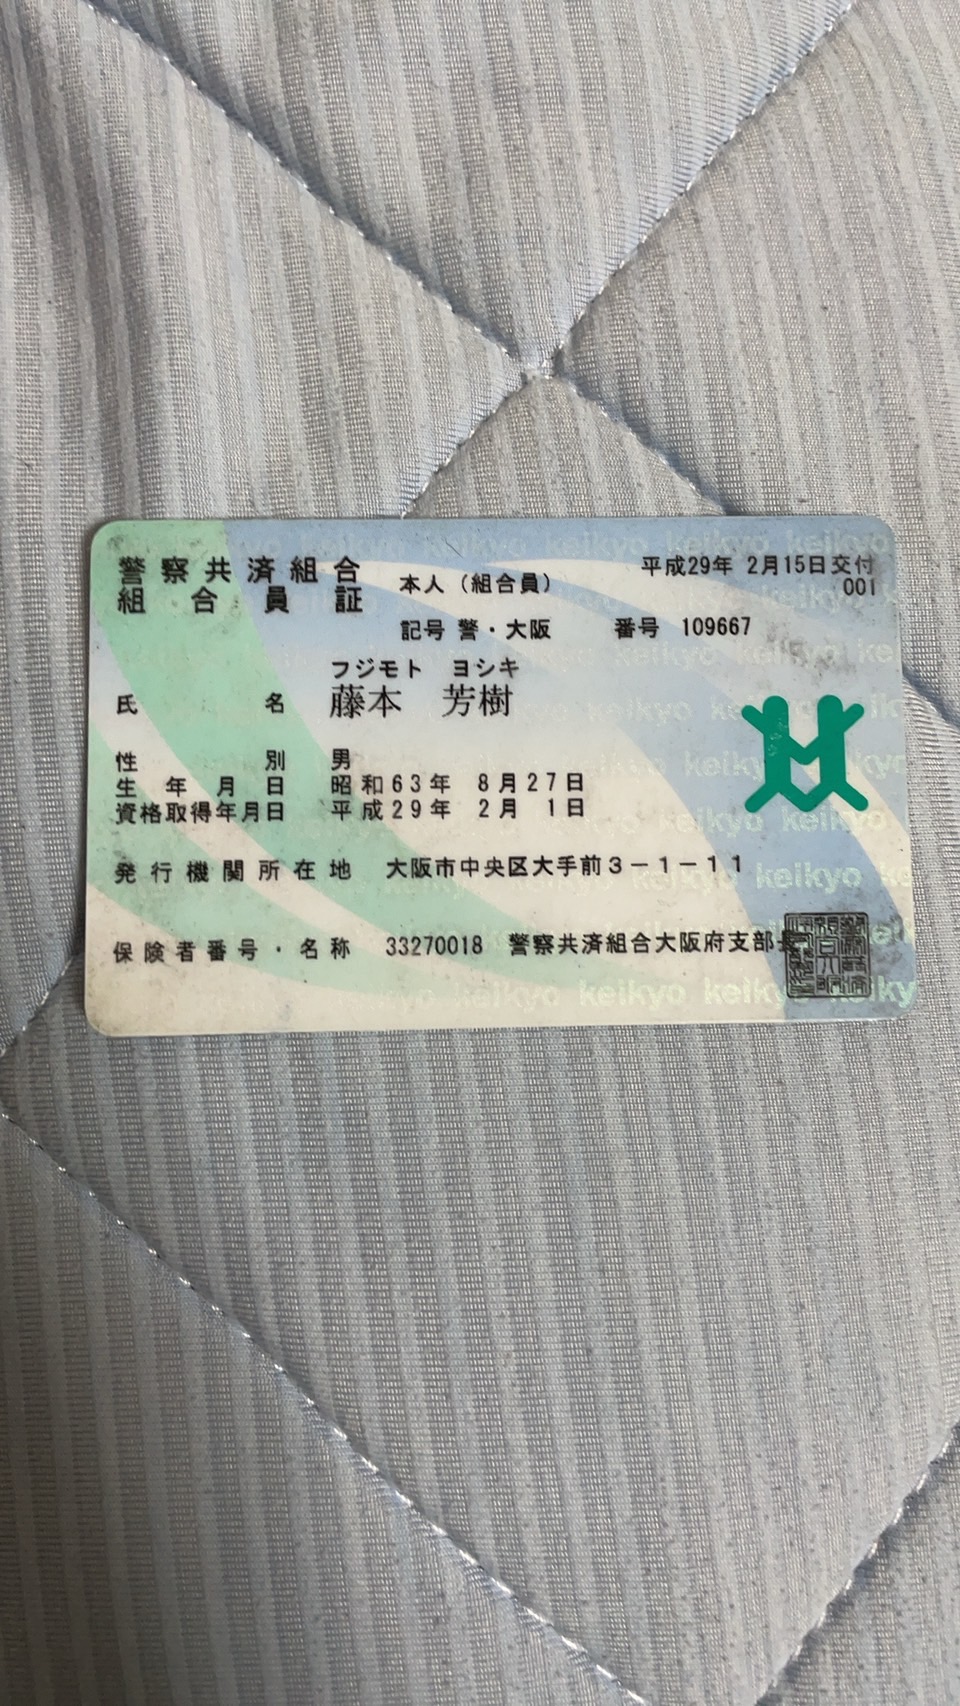 警察共済組合
組合員証
本人（組合員）
平成29年 2月15日交付
001
記号 警・大阪 番号 109667
フジモト ヨシキ
氏名 藤本 芳樹
性別 男
生年月日 昭和63年 8月27日
資格取得年月日 平成29年 2月 1日
発行機関所在地 大阪市中央区大手前3－1－11
保険者番号・名称 33270018 警察共済組合大阪府支部長
keikyo